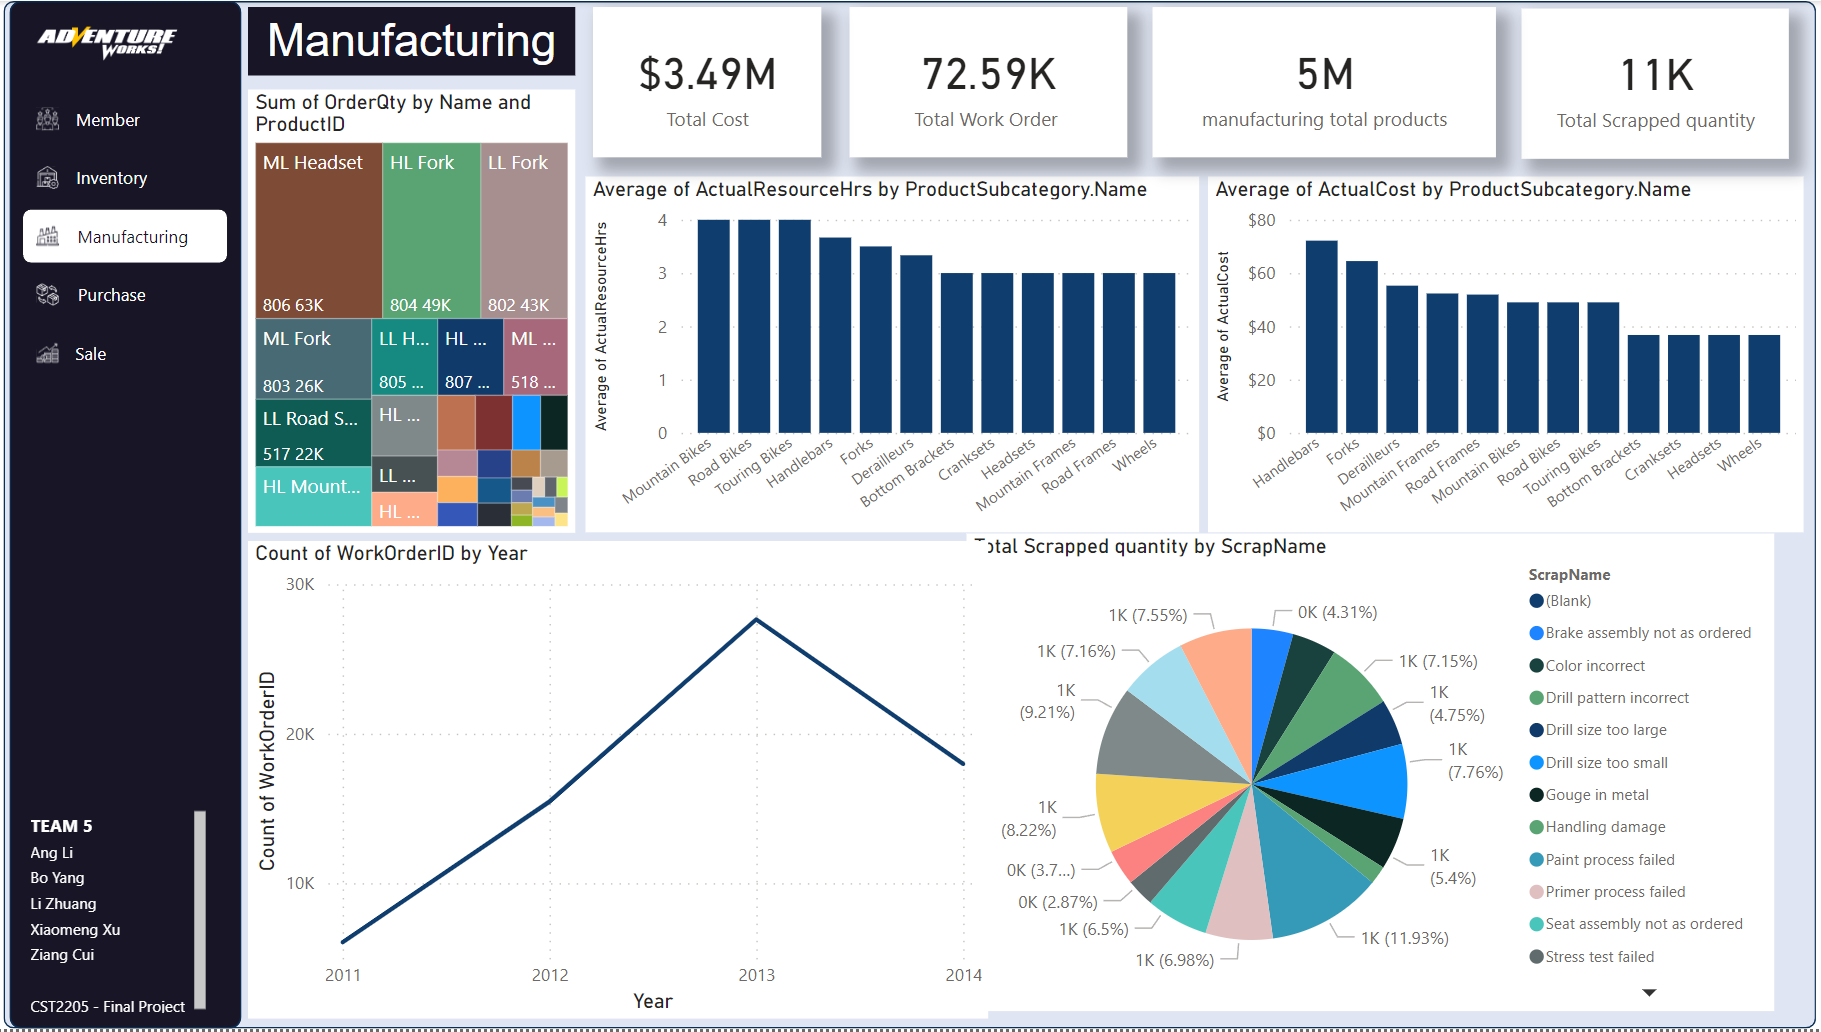 ADVENTURE
WORKS!
Member
Inventory
Manufacturing
Purchase
Sale
TEAM 5
Ang Li
Bo Yang
Li Zhuang
Xiaomeng Xu
Ziang Cui
CST2205 - Final Project
Manufacturing
$3.49M
Total Cost
72.59K
Total Work Order
5M
manufacturing total products
11K
Total Scrapped quantity
Sum of OrderQty by Name and
ProductID
ML Headset
806 63K
HL Fork
804 49K
LL Fork
802 43K
ML Fork
803 26K
LL H...
805 ...
HL ...
807 ...
ML ...
518 ...
LL Road S...
517 22K
HL ...
HL Mount...
LL ...
HL ...
Average of ActualResourceHrs by ProductSubcategory.Name
Average of ActualResourceHrs
4
3
2
1
0
Mountain Bikes
Road Bikes
Touring Bikes
Handlebars
Forks
Derailleurs
Bottom Brackets
Cranksets
Headsets
Mountain Frames
Road Frames
Wheels
Average of ActualCost by ProductSubcategory.Name
Average of ActualCost
$80
$60
$40
$20
$0
Handlebars
Forks
Derailleurs
Mountain Frames
Road Frames
Mountain Bikes
Road Bikes
Touring Bikes
Bottom Brackets
Cranksets
Headsets
Wheels
Count of WorkOrderID by Year
Count of WorkOrderID
30K
20K
10K
2011
2012
2013
2014
Year
Total Scrapped quantity by ScrapName
0K (4.31%)
1K (7.15%)
1K
(4.75%)
1K
(7.76%)
1K
(5.4%)
1K (11.93%)
1K (6.98%)
1K (6.5%)
0K (2.87%)
0K (3.7...)
1K
(8.22%)
1K
(9.21%)
1K (7.16%)
1K (7.55%)
ScrapName
(Blank)
Brake assembly not as ordered
Color incorrect
Drill pattern incorrect
Drill size too large
Drill size too small
Gouge in metal
Handling damage
Paint process failed
Primer process failed
Seat assembly not as ordered
Stress test failed